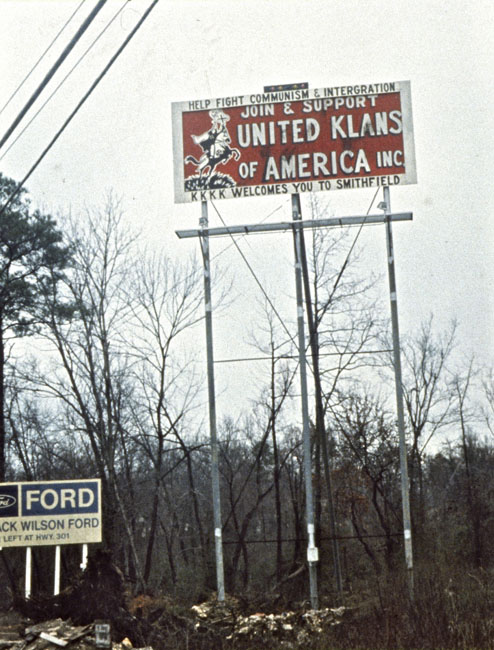 HELP FIGHT COMMUNISM & INTERGRATION
JOIN & SUPPORT
UNITED KLANS
OF AMERICA INC.
KKKK WELCOMES YOU TO SMITHFIELD
Ford FORD
ACK WILSON FORD
LEFT AT HWY. 301